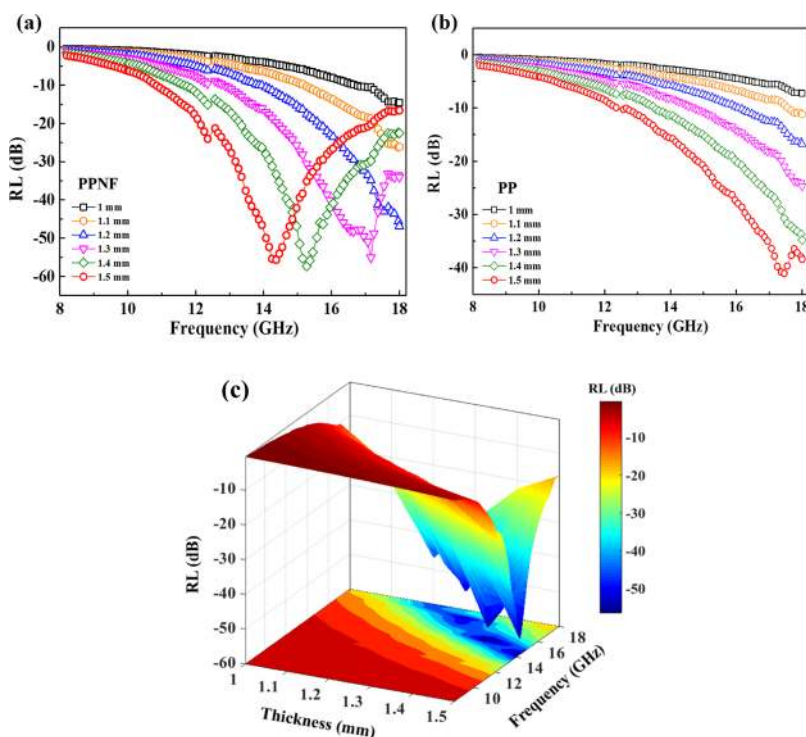 (a)
0
-10
-20
-30
-40
-50
-60
RL (dB)
PPNF
1 mm
1.1 mm
1.2 mm
1.3 mm
1.4 mm
1.5 mm
8 10 12 14 16 18
Frequency (GHz)
(b)
0
-10
-20
-30
-40
RL (dB)
PP
1 mm
1.1 mm
1.2 mm
1.3 mm
1.4 mm
1.5 mm
8 10 12 14 16 18
Frequency (GHz)
(c)
RL (dB)
-10
-20
-30
-40
-50
-10
-20
-30
-40
-50
-60
RL (dB)
1 1.1 1.2 1.3 1.4 1.5
Thickness (mm)
10 12 14 16 18
Frequency (GHz)